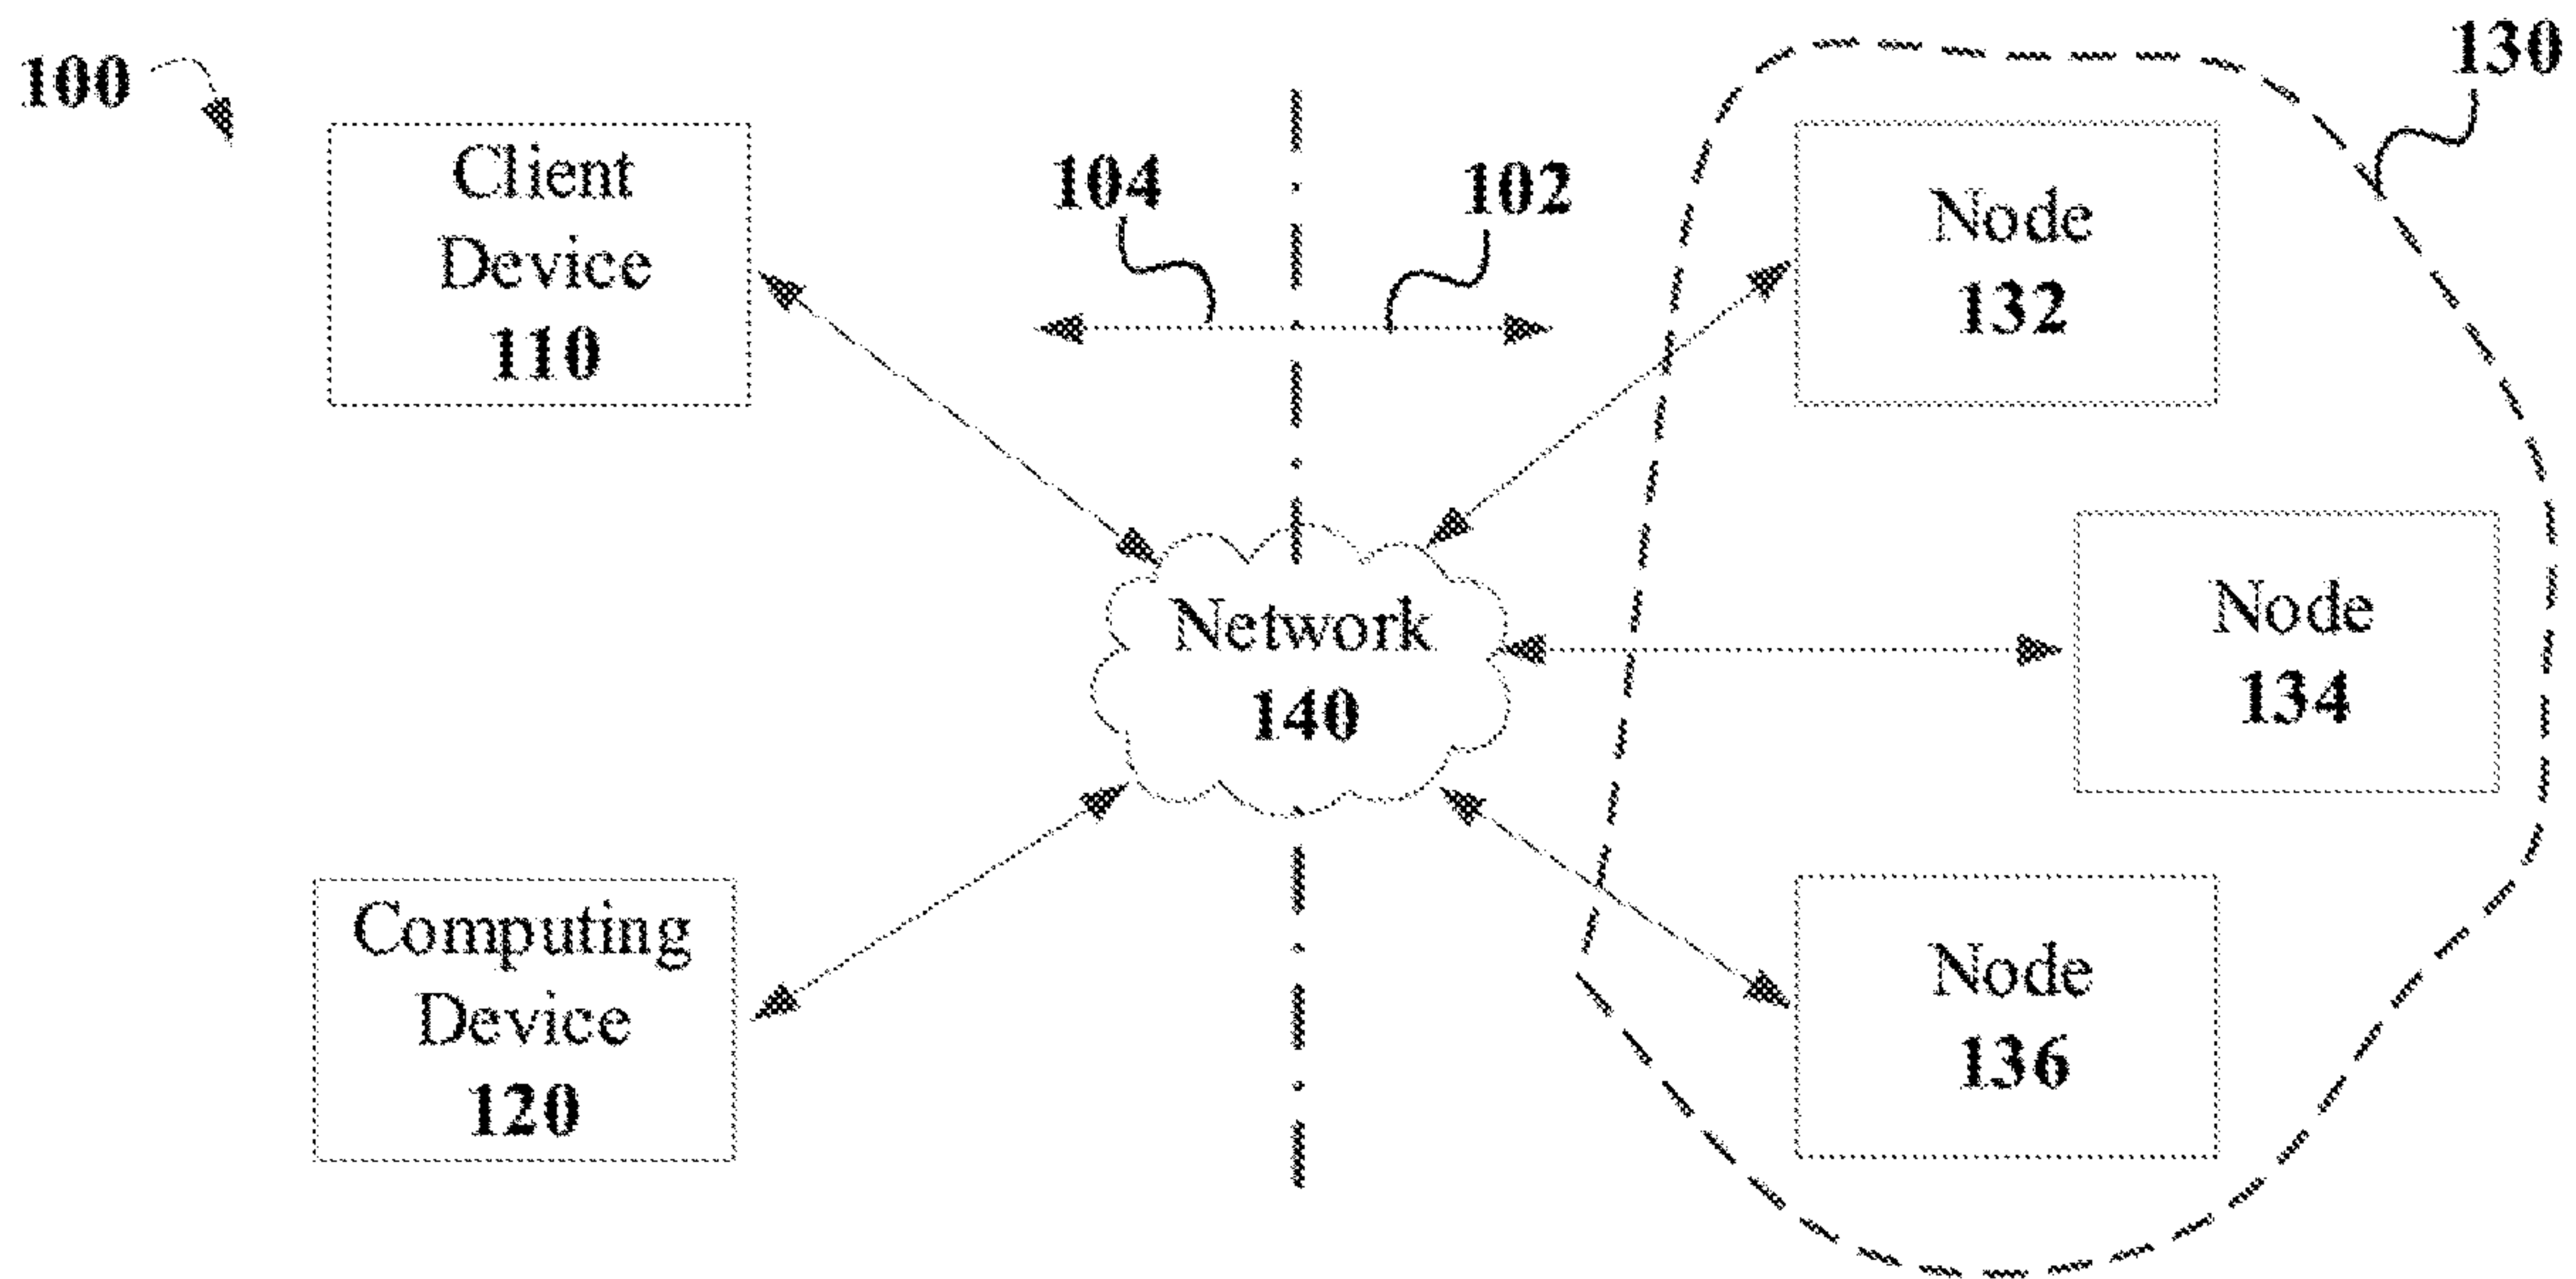 100
130
Client
Device
110
104
102
Node
132
Network
140
Node
134
Computing
Device
120
Node
136